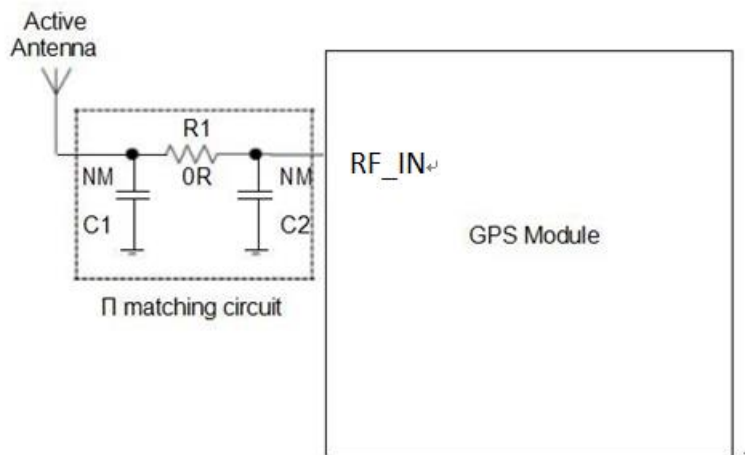 Active
Antenna
R1
NM
0R
NM
C1
C2
RF_IN
GPS Module
Π matching circuit